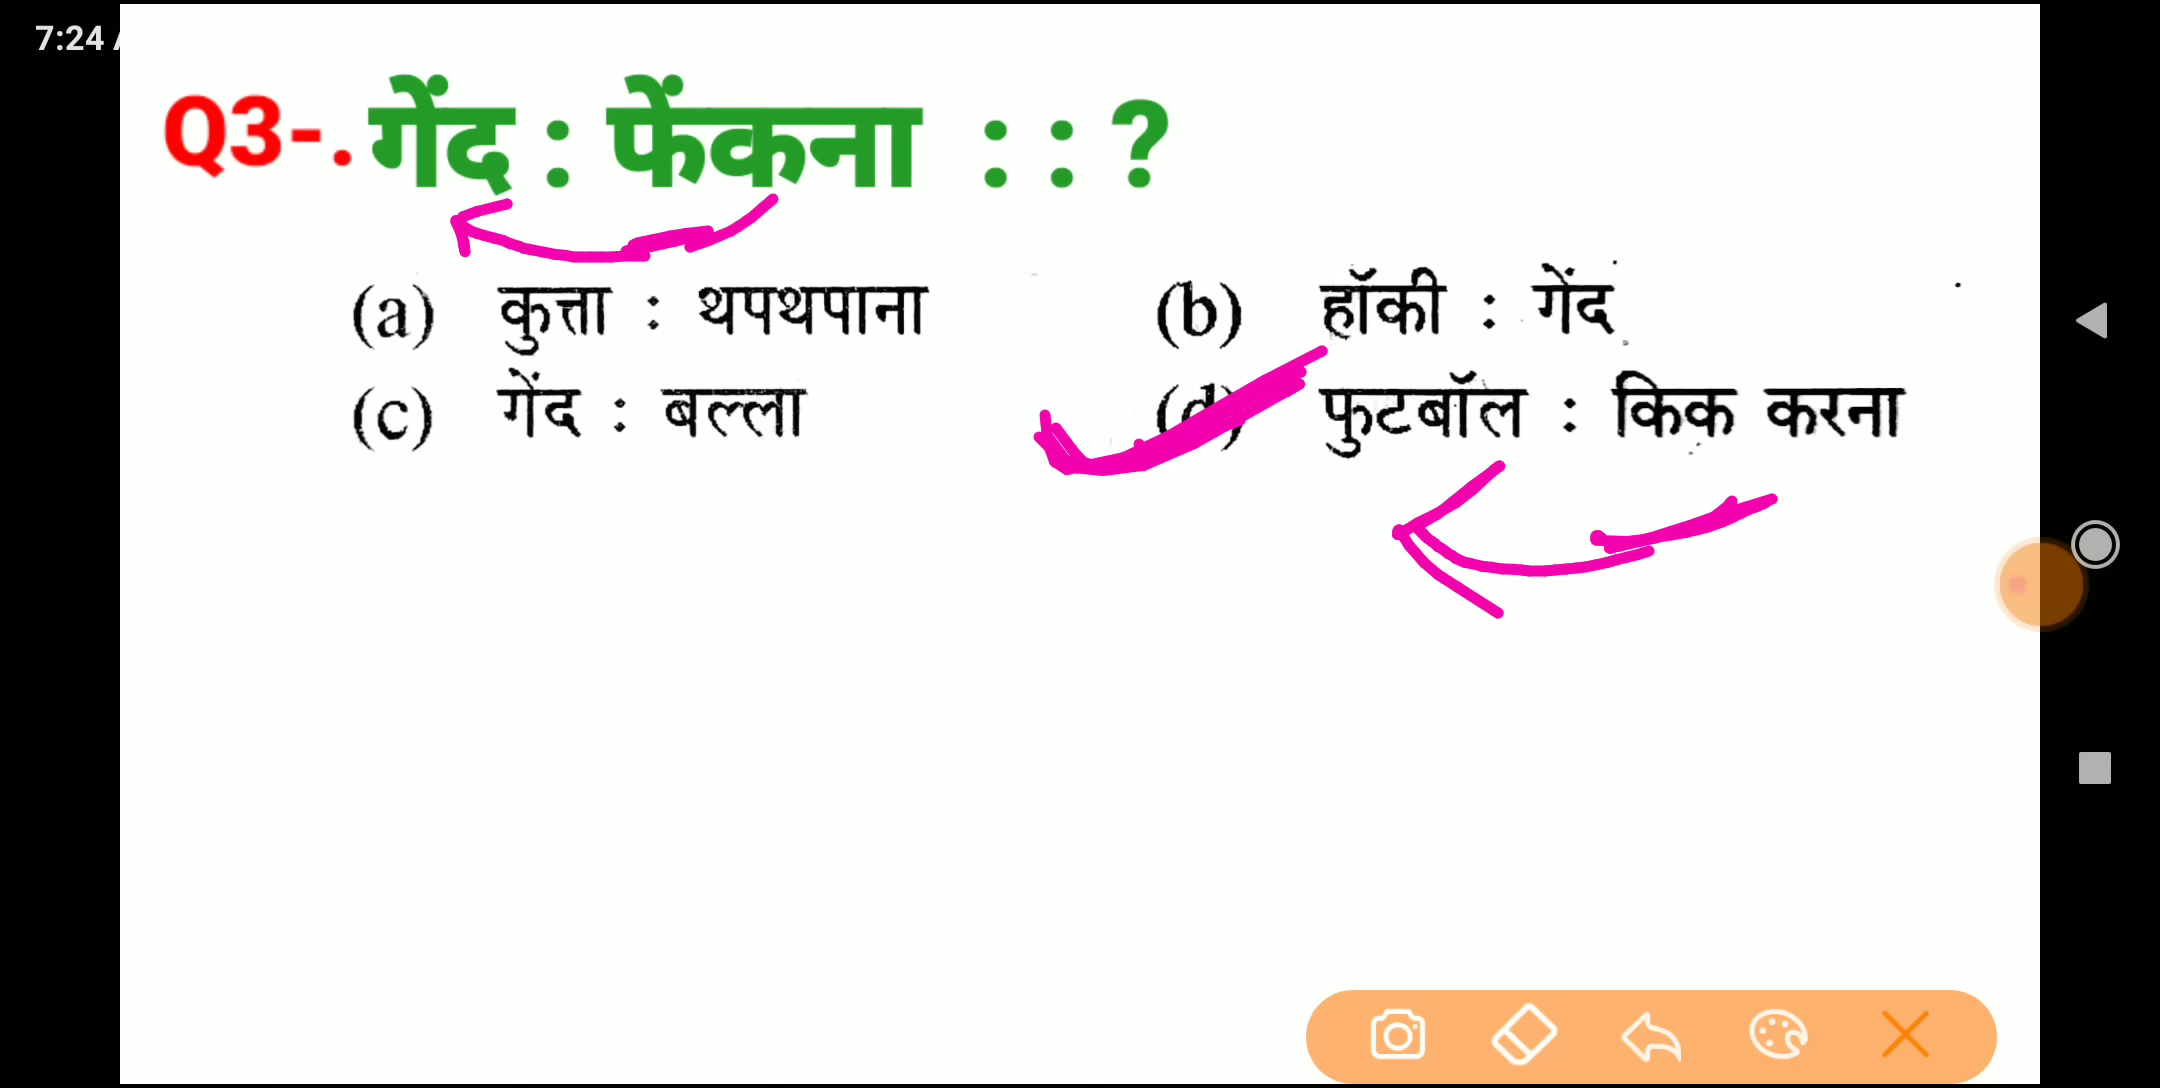 7:24
Q3-. गेंद : फेंकना : : ?
(a) कुत्ता : थपथपाना (b) हॉकी : गेंद
(c) गेंद : बल्ला (d) फुटबॉल : किक करना